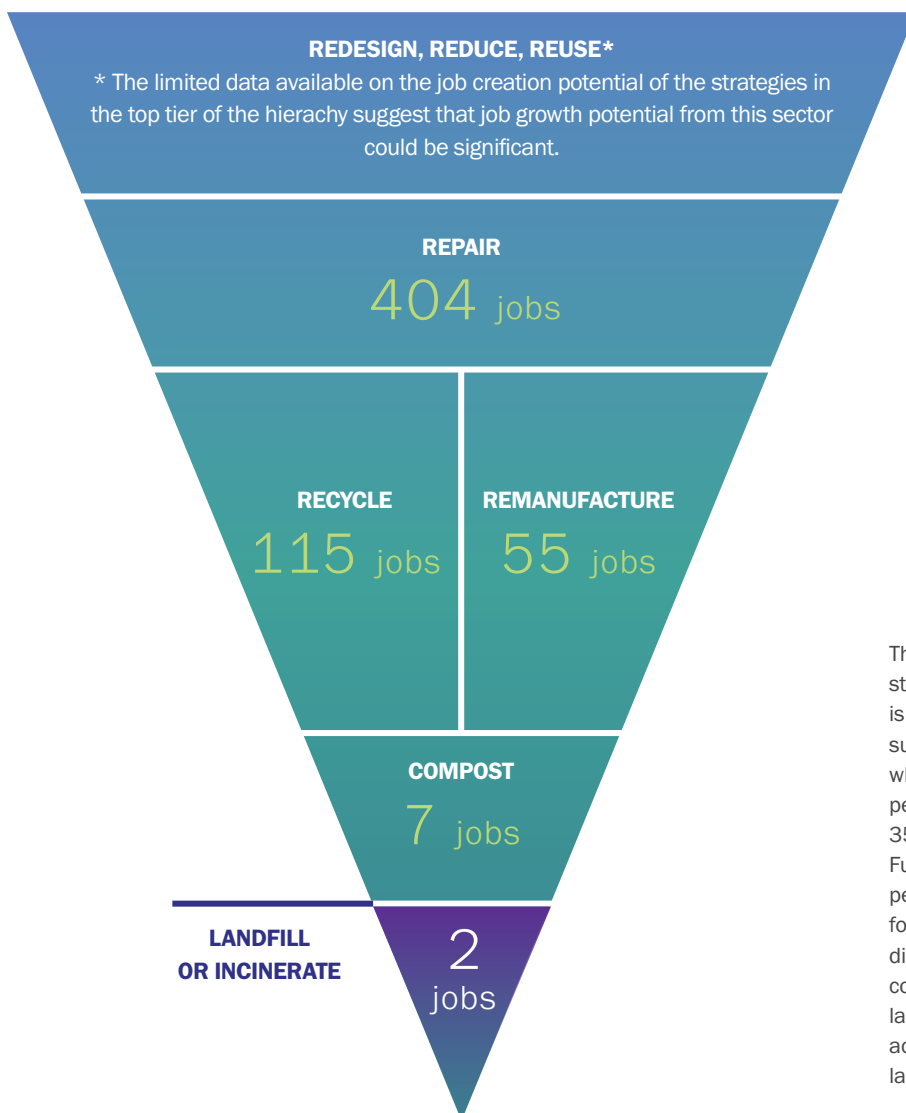 REDESIGN, REDUCE, REUSE*
* The limited data available on the job creation potential of the strategies in
the top tier of the hierachy suggest that job growth potential from this sector
could be significant.
REPAIR
404 jobs
RECYCLE
115 jobs
REMANUFACTURE
55 jobs
COMPOST
7 jobs
LANDFILL
OR INCINERATE
2
jobs
is
35